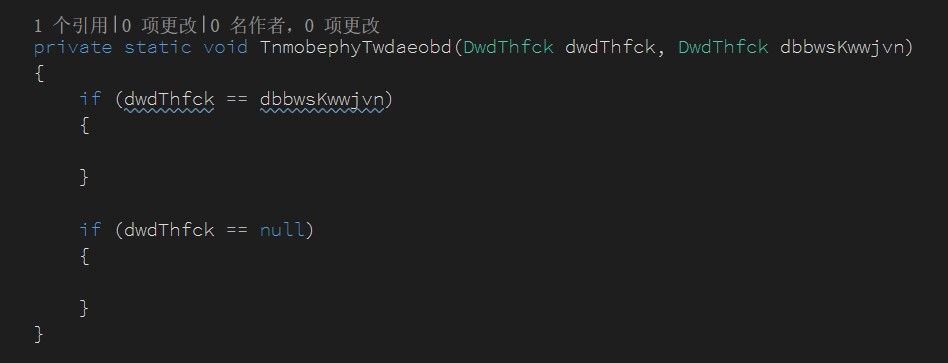 1 个引用|0 项更改|0 名作者，0 项更改
private static void TnmobephyTwdaeobd(DwdThfck dwdThfck, DwdThfck dbbwsKwwjvn)
{
if (dwdThfck == dbbwsKwwjvn)
{
}
if (dwdThfck == null)
{
}
}